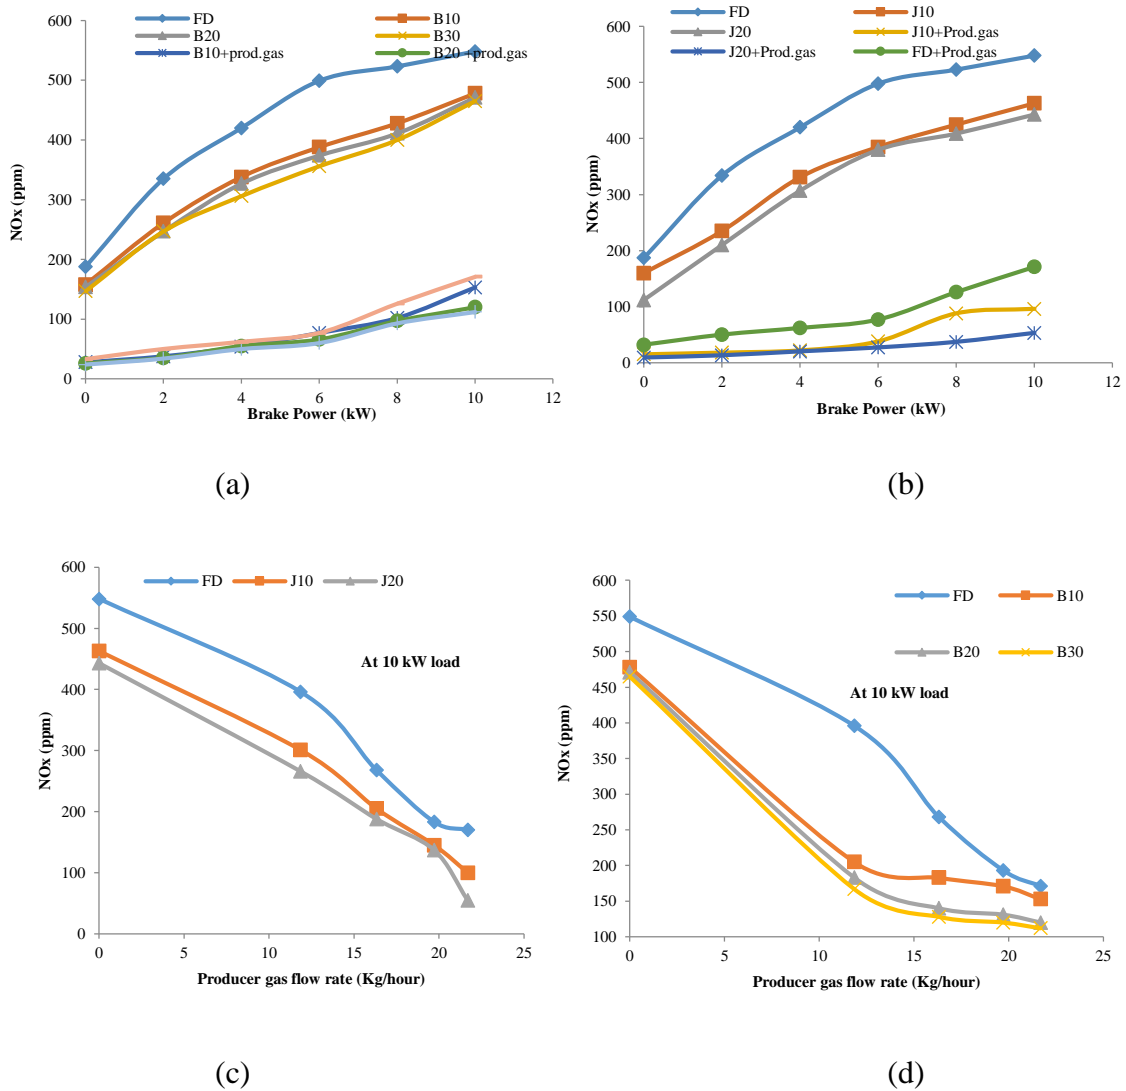 FD B10
B20 B30
B10+prod.gas B20+prod.gas
600
500
400
300
200
100
0
NOx (ppm)
0 2 4 6 8 10 12
Brake Power (kW)
(a)
FD J10
J20 J10+Prod.gas
J20+Prod.gas FD+Prod.gas
600
500
400
300
200
100
0
NOx (ppm)
0 2 4 6 8 10 12
Brake Power (kW)
(b)
FD J10 J20
At 10 kW load
600
500
400
300
200
100
0
NOx (ppm)
0 5 10 15 20 25
Producer gas flow rate (Kg/hour)
(c)
FD B10
B20 B30
At 10 kW load
600
550
500
450
400
350
300
250
200
150
100
NOx (ppm)
0 5 10 15 20 25
Producer gas flow rate (Kg/hour)
(d)